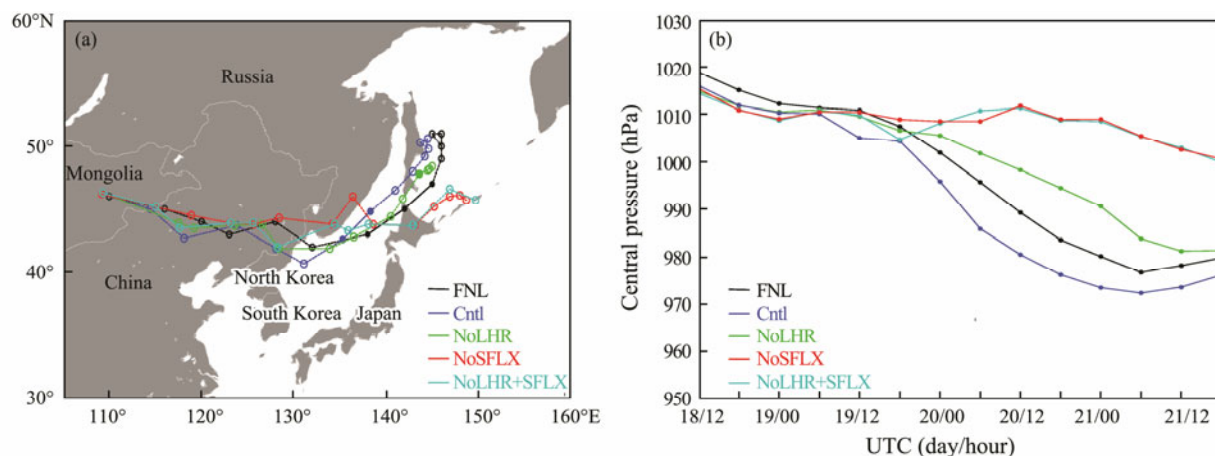 60°N
(a)
Russia
50°
Mongolia
China
40°
North Korea
South Korea
Japan
30°
FNL
Cntl
NoLHR
NoSFLX
NoLHR+SFLX
110°
120°
130°
140°
150°
160°E
1030
(b)
1020
1010
1000
990
980
970
960
950
Central pressure (hPa)
FNL
Cntl
NoLHR
NoSFLX
NoLHR+SFLX
18/12
19/00
19/12
20/00
20/12
21/00
21/12
UTC (day/hour)